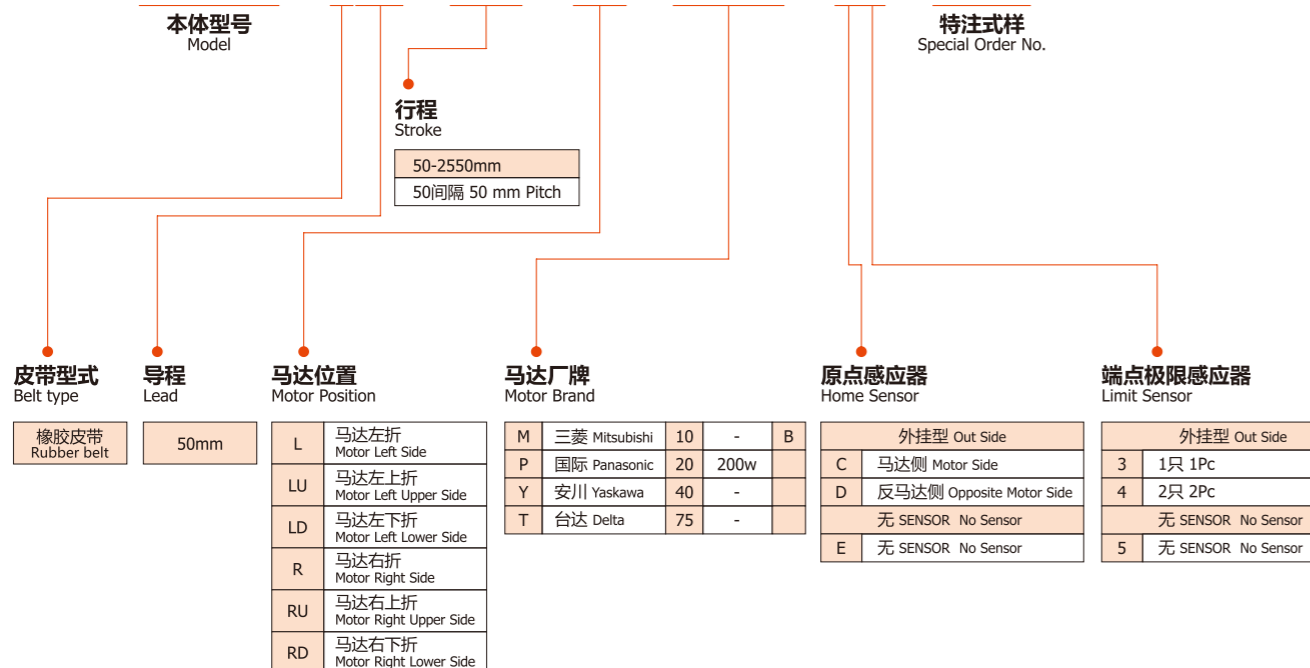 本体型号
Model
特注式样
Special Order No.
行程
Stroke
50-2550mm
50间隔 50 mm Pitch
皮带型式
Belt type
橡胶皮带
Rubber belt
导程
Lead
50mm
马达位置
Motor Position
L 马达左折
Motor Left Side
LU 马达左上折
Motor Left Upper Side
LD 马达左下折
Motor Left Lower Side
R 马达右折
Motor Right Side
RU 马达右上折
Motor Right Upper Side
RD 马达右下折
Motor Right Lower Side
马达厂牌
Motor Brand
M 三菱 Mitsubishi 10 - B
P 国际 Panasonic 20 200w
Y 安川 Yaskawa 40 -
T 台达 Delta 75 -
原点感应器
Home Sensor
外挂型 Out Side
C 马达侧 Motor Side
D 反马达侧 Opposite Motor Side
无 SENSOR No Sensor
E 无 SENSOR No Sensor
端点极限感应器
Limit Sensor
外挂型 Out Side
3 1只 1Pc
4 2只 2Pc
无 SENSOR No Sensor
5 无 SENSOR No Sensor